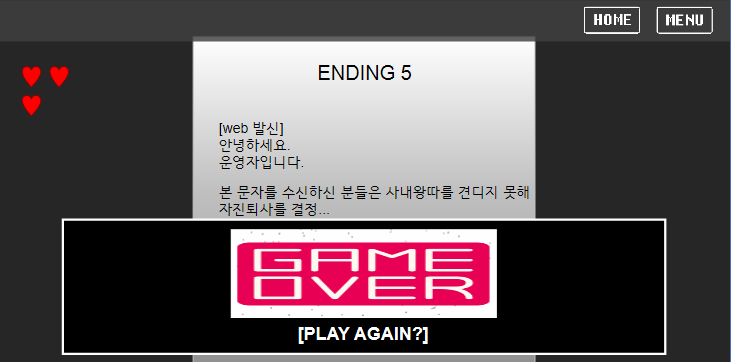 HOME MENU
ENDING 5
[web 발신]
안녕하세요.
운영자입니다.
본 문자를 수신하신 분들은 사내왕따를 견디지 못해
자진퇴사를 결정...
GAME
OVER
[PLAY AGAIN?]